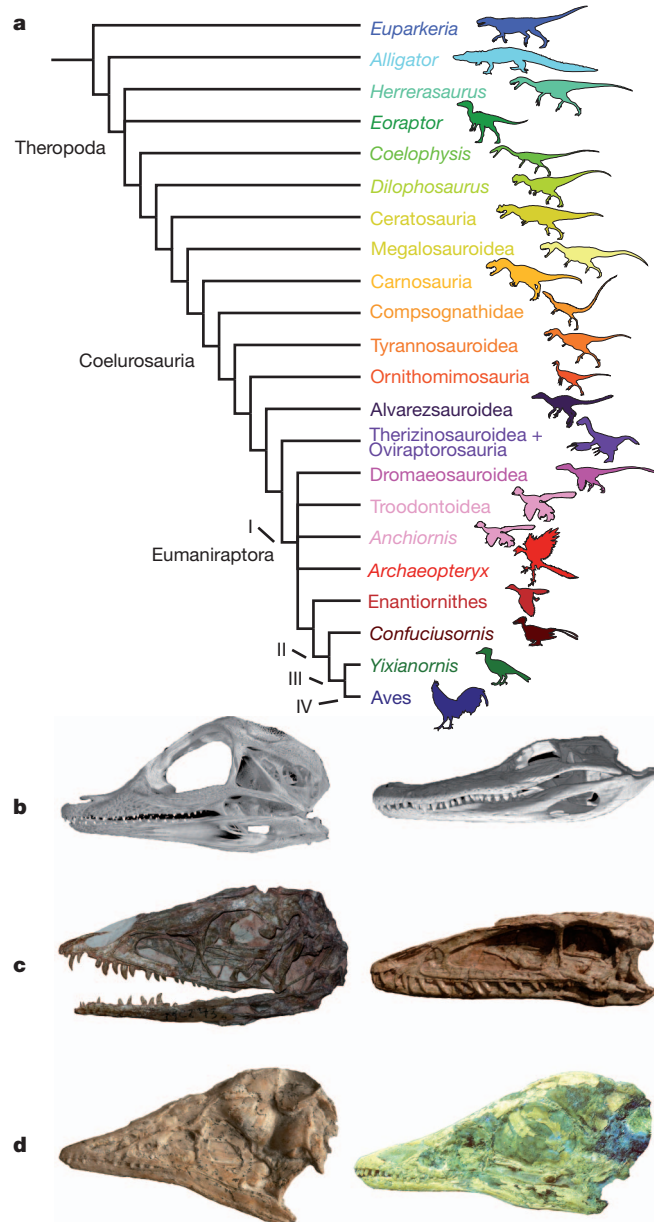 a
Euparkeria
Alligator
Herrerasaurus
Eoraptor
Theropoda
Coelophysis
Dilophosaurus
Ceratosauria
Megalosauroidea
Carnosauria
Compsognathidae
Tyrannosauroidea
Coelurosauria
Ornithomimosauria
Alvarezsauroidea
Therizinosauroidea +
Oviraptorosauria
Dromaeosauroidea
Troodontoidea
I
Anchiornis
Eumaniraptora
Archaeopteryx
Enantiornithes
Confuciusornis
II
Yixianornis
III
Aves
IV
b
c
d